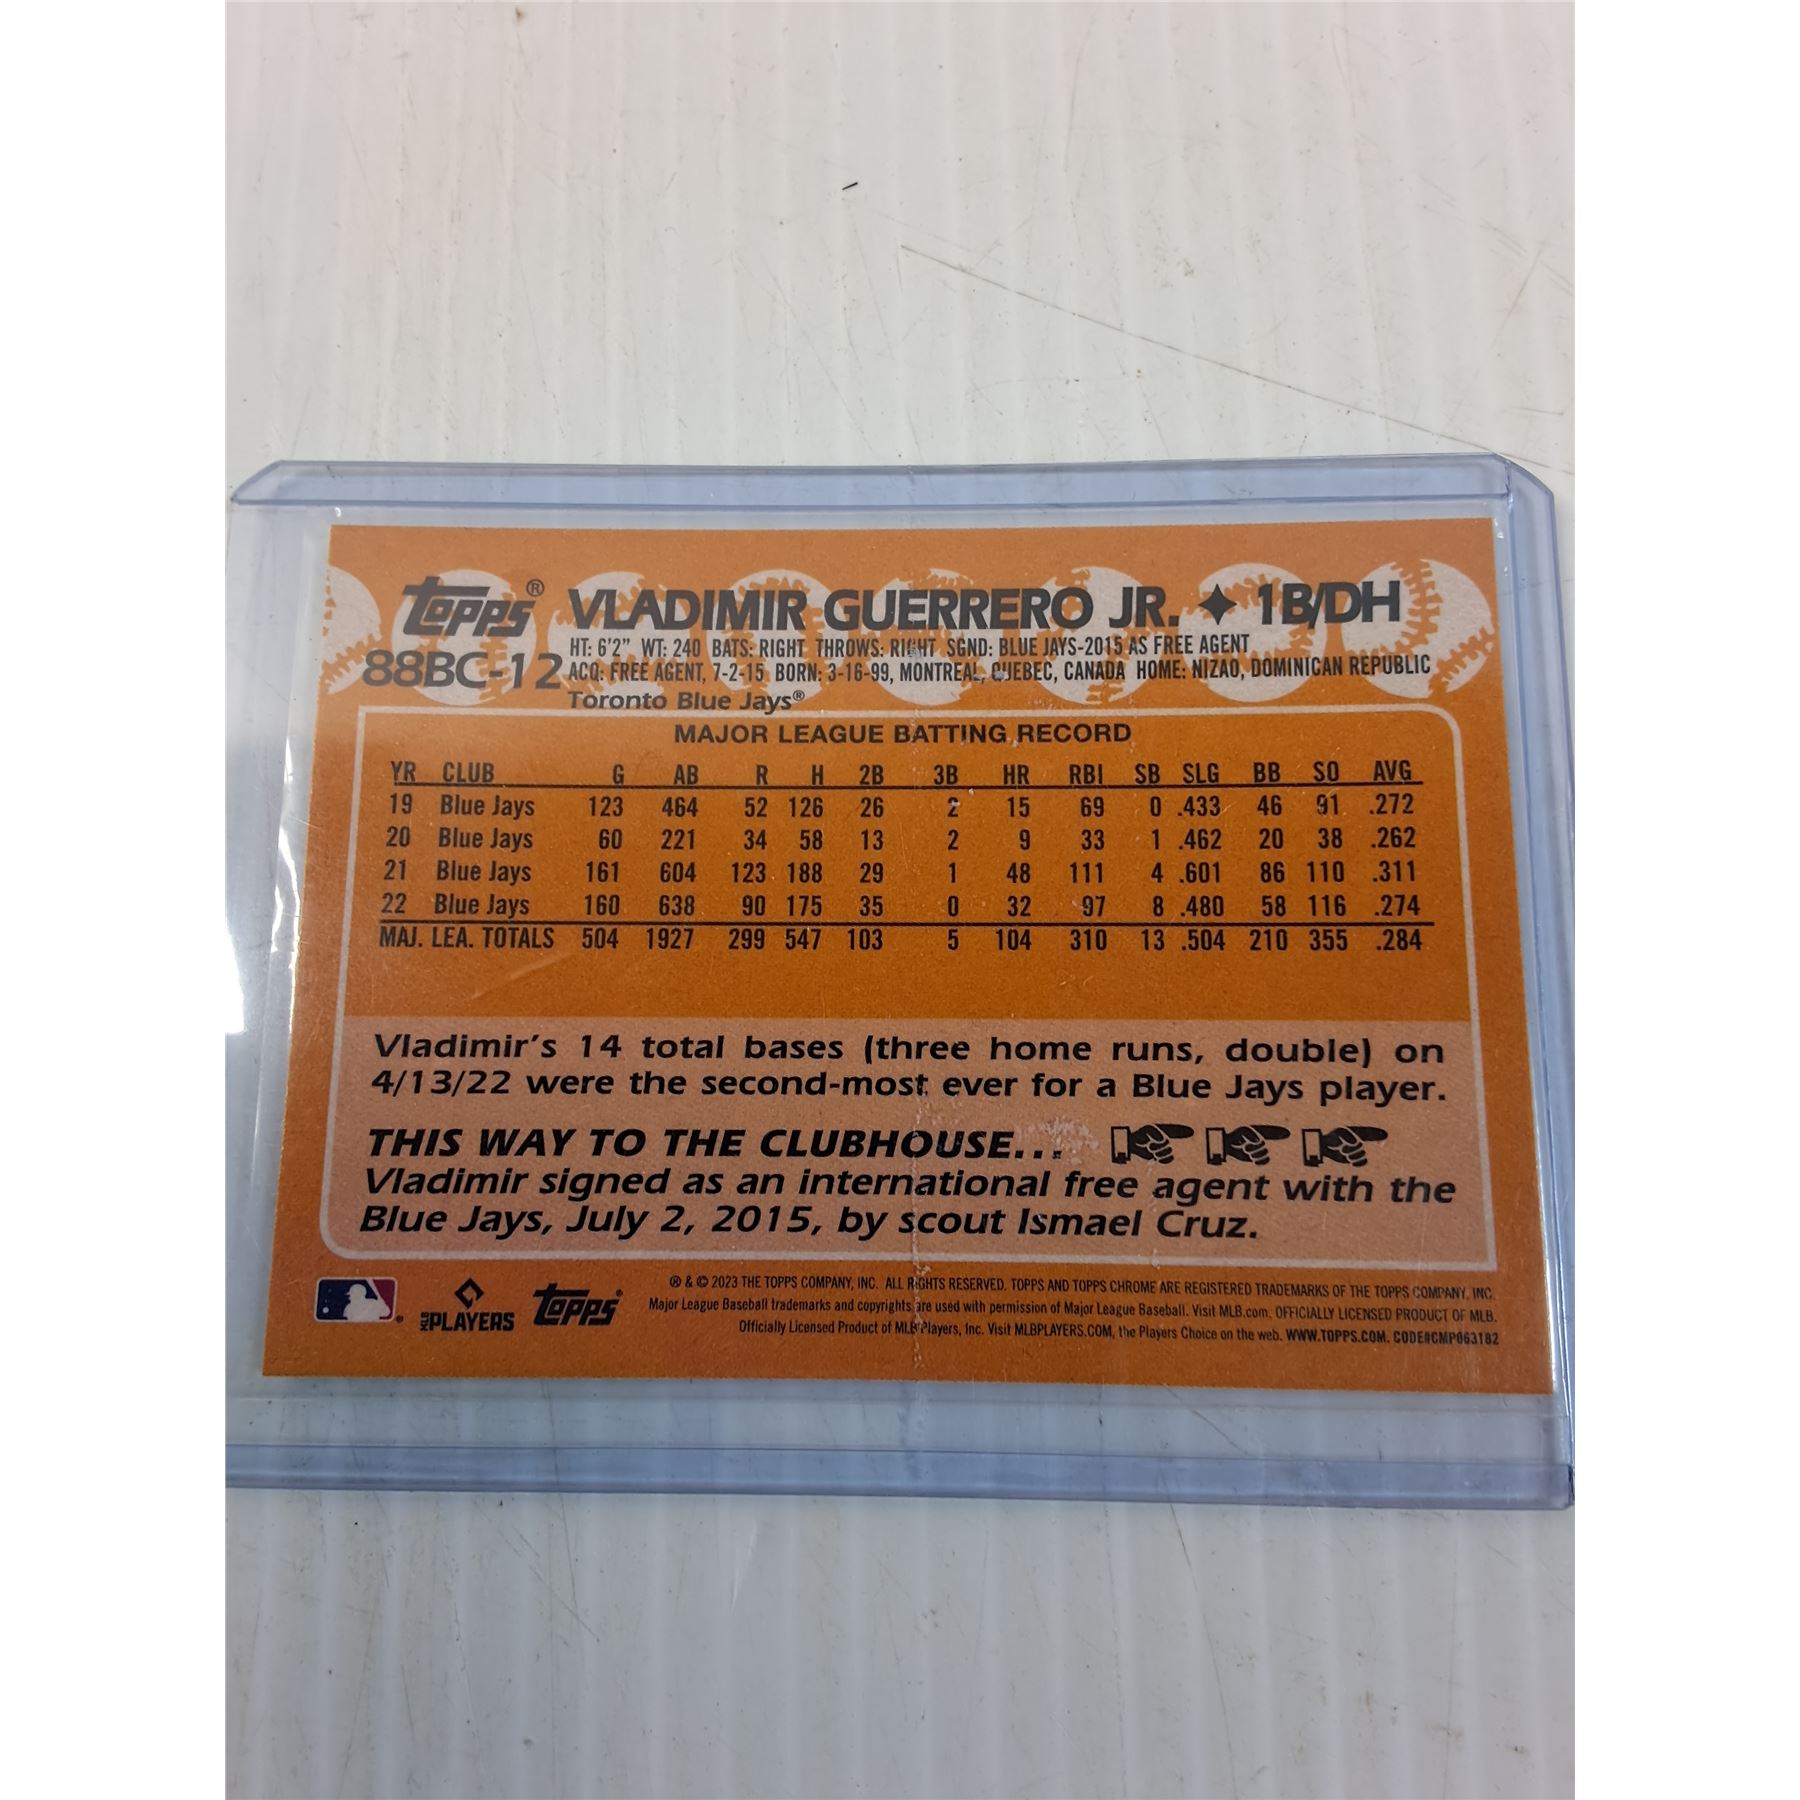 Topps® VLADIMIR GUERRERO JR. ✦ 1B/DH
88BC-12
HT: 6'2" WT: 240 BATS: RIGHT THROWS: RIGHT SGND: BLUE JAYS-2015 AS FREE AGENT
ACQ: FREE AGENT, 7-2-15 BORN: 3-16-99, MONTREAL, QUEBEC, CANADA HOME: NIZAO, DOMINICAN REPUBLIC
Toronto Blue Jays®
MAJOR LEAGUE BATTING RECORD
YR CLUB G AB R H 2B 3B HR RBI SB SLG BB SO AVG
19 Blue Jays 123 464 52 126 26 2 15 69 0 .433 46 91 .272
20 Blue Jays 60 221 34 58 13 2 9 33 1 .462 20 38 .262
21 Blue Jays 161 604 123 188 29 1 48 111 4 .601 86 110 .311
22 Blue Jays 160 638 90 175 35 0 32 97 8 .480 58 116 .274
MAJ. LEA. TOTALS 504 1927 299 547 103 5 104 310 13 .504 210 355 .284
Vladimir's 14 total bases (three home runs, double) on
4/13/22 were the second-most ever for a Blue Jays player.
THIS WAY TO THE CLUBHOUSE...
Vladimir signed as an international free agent with the
Blue Jays, July 2, 2015, by scout Ismael Cruz.
MLB PLAYERS Topps
® & © 2023 THE TOPPS COMPANY, INC. ALL RIGHTS RESERVED. TOPPS AND TOPPS CHROME ARE REGISTERED TRADEMARKS OF THE TOPPS COMPANY, INC.
Major League Baseball trademarks and copyrights are used with permission of Major League Baseball. Visit MLB.com. OFFICIALLY LICENSED PRODUCT OF MLB.
Officially Licensed Product of MLB Players, Inc. Visit MLBPLAYERS.COM, the Players Choice on the web. WWW.TOPPS.COM. CODE#CMP063182